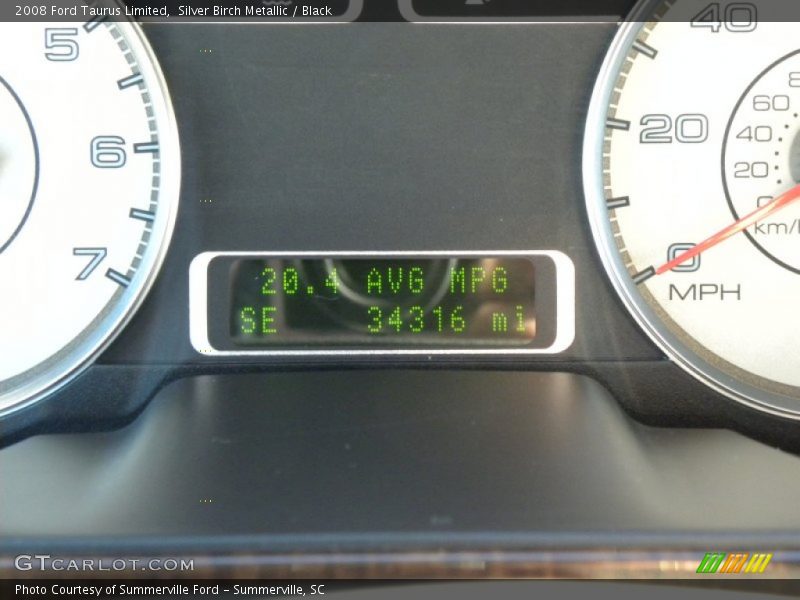 2008 Ford Taurus Limited,  Silver Birch Metallic / Black
5
6
7
40
20
0
MPH
8
60
40
20
0
km/
20.4 AVG MPG
SE 34316 mi
GTCARLOT.COM
Photo Courtesy of Summerville Ford - Summerville, SC